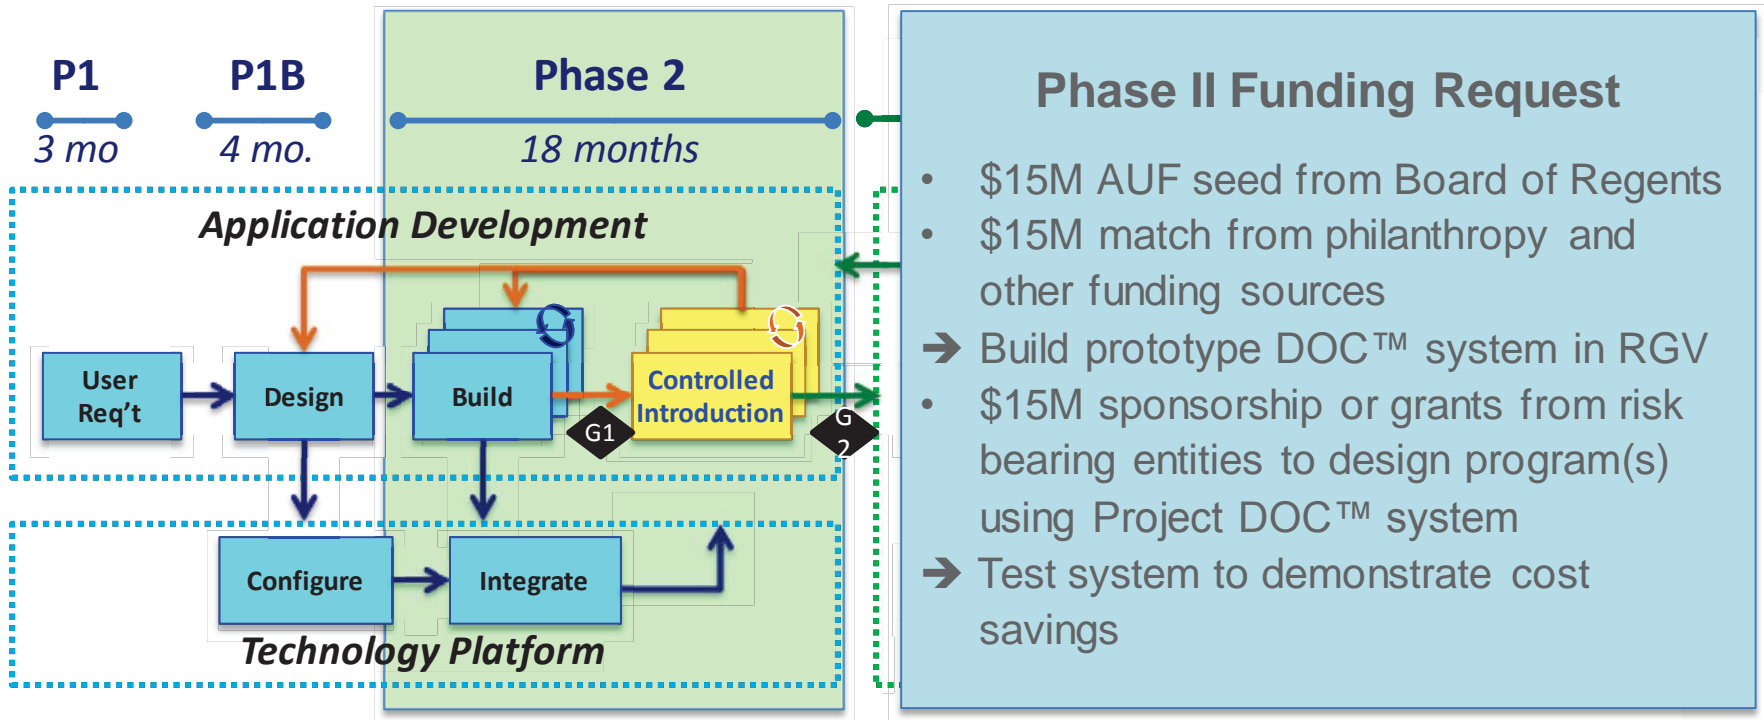 P1
P1B
Phase 2
3 mo
4 mo.
18 months
Application Development
User
Req't
Design
Build
Controlled
Introduction
G1
G
2
Configure
Integrate
Technology Platform
Phase II Funding Request
• $15M AUF seed from Board of Regents
• $15M match from philanthropy and
other funding sources
➔ Build prototype DOC™ system in RGV
• $15M sponsorship or grants from risk
bearing entities to design program(s)
using Project DOC™ system
➔ Test system to demonstrate cost
savings